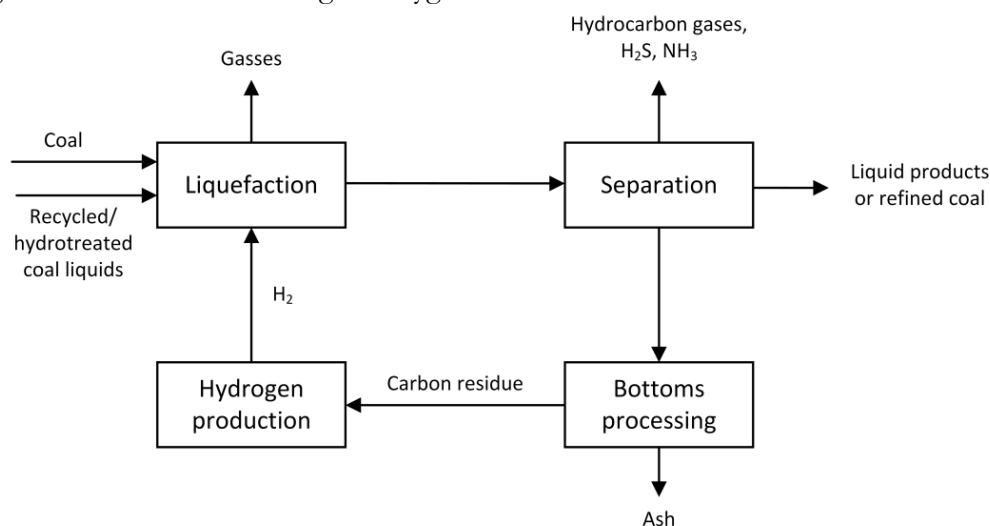 Gasses
Hydrocarbon gases,
H₂S, NH₃
Coal
Liquefaction
Separation
Liquid products
or refined coal
Recycled/
hydrotreated
coal liquids
H₂
Hydrogen
production
Carbon residue
Bottoms
processing
Ash